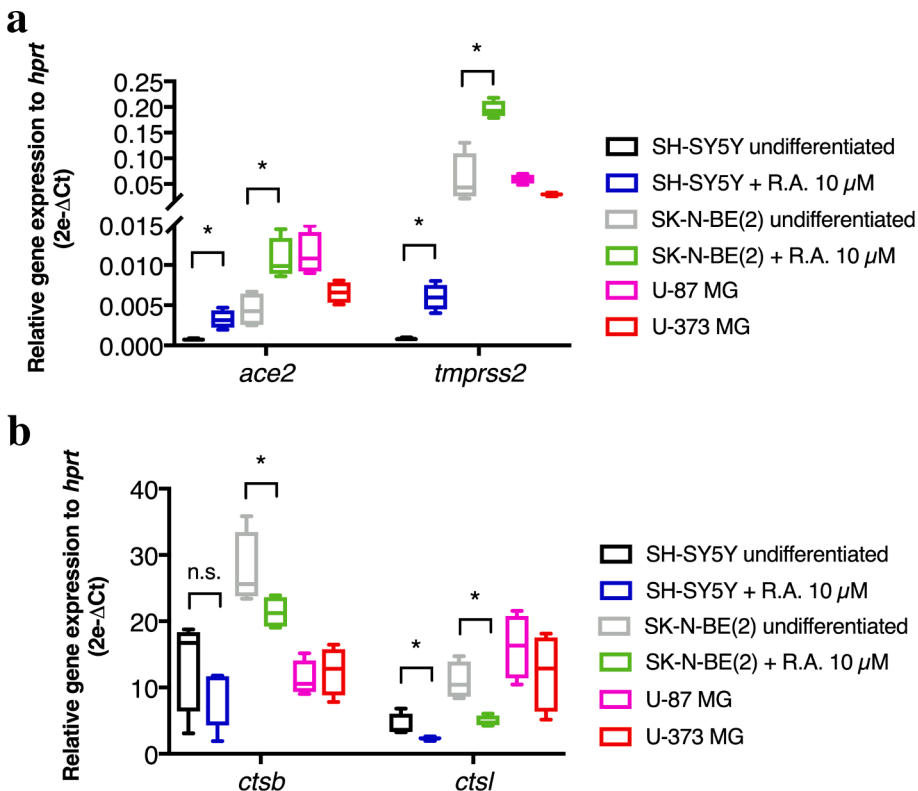 a
Relative gene expression to hprt
(2e-ΔCt)
0.25
0.20
0.15
0.10
0.05
0.015
0.010
0.005
0.000
*
*
*
*
ace2
tmprss2
SH-SY5Y undifferentiated
SH-SY5Y + R.A. 10 µM
SK-N-BE(2) undifferentiated
SK-N-BE(2) + R.A. 10 µM
U-87 MG
U-373 MG
b
Relative gene expression to hprt
(2e-ΔCt)
40
30
20
10
0
n.s.
*
*
*
ctsb
ctsl
SH-SY5Y undifferentiated
SH-SY5Y + R.A. 10 µM
SK-N-BE(2) undifferentiated
SK-N-BE(2) + R.A. 10 µM
U-87 MG
U-373 MG